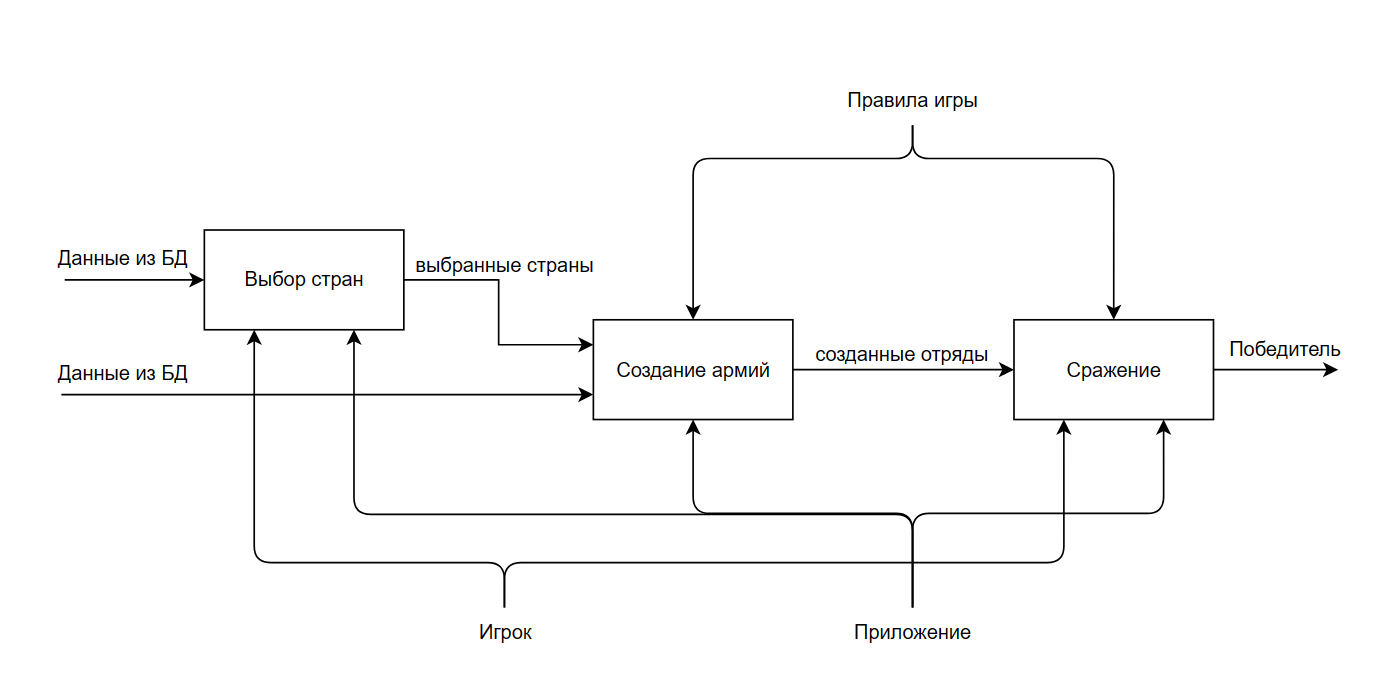 Правила игры
Данные из БД
Выбор стран
выбранные страны
Данные из БД
Создание армий
созданные отряды
Сражение
Победитель
Игрок
Приложение